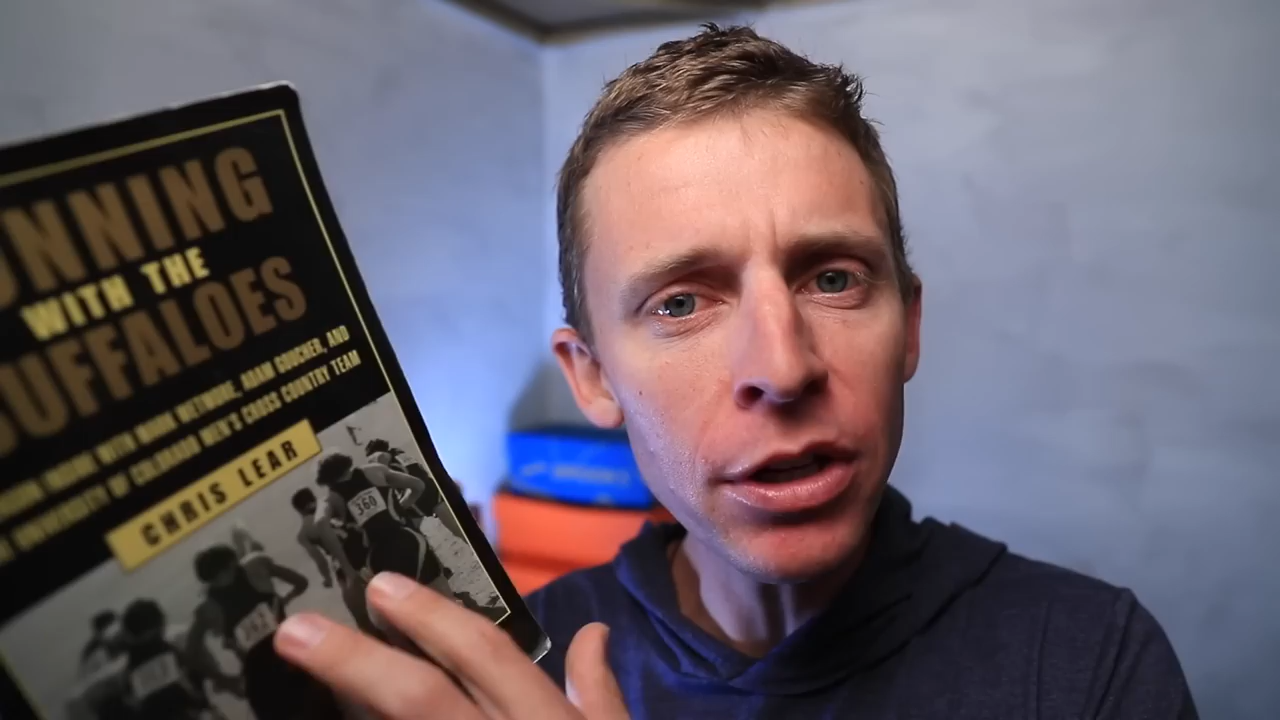 UNNING
WITH THE
UFFALOES
WITH MARK WETMORE, ADAM GOUCHER, AND
UNIVERSITY OF COLORADO MEN'S CROSS COUNTRY TEAM
CHRIS LEAR
360